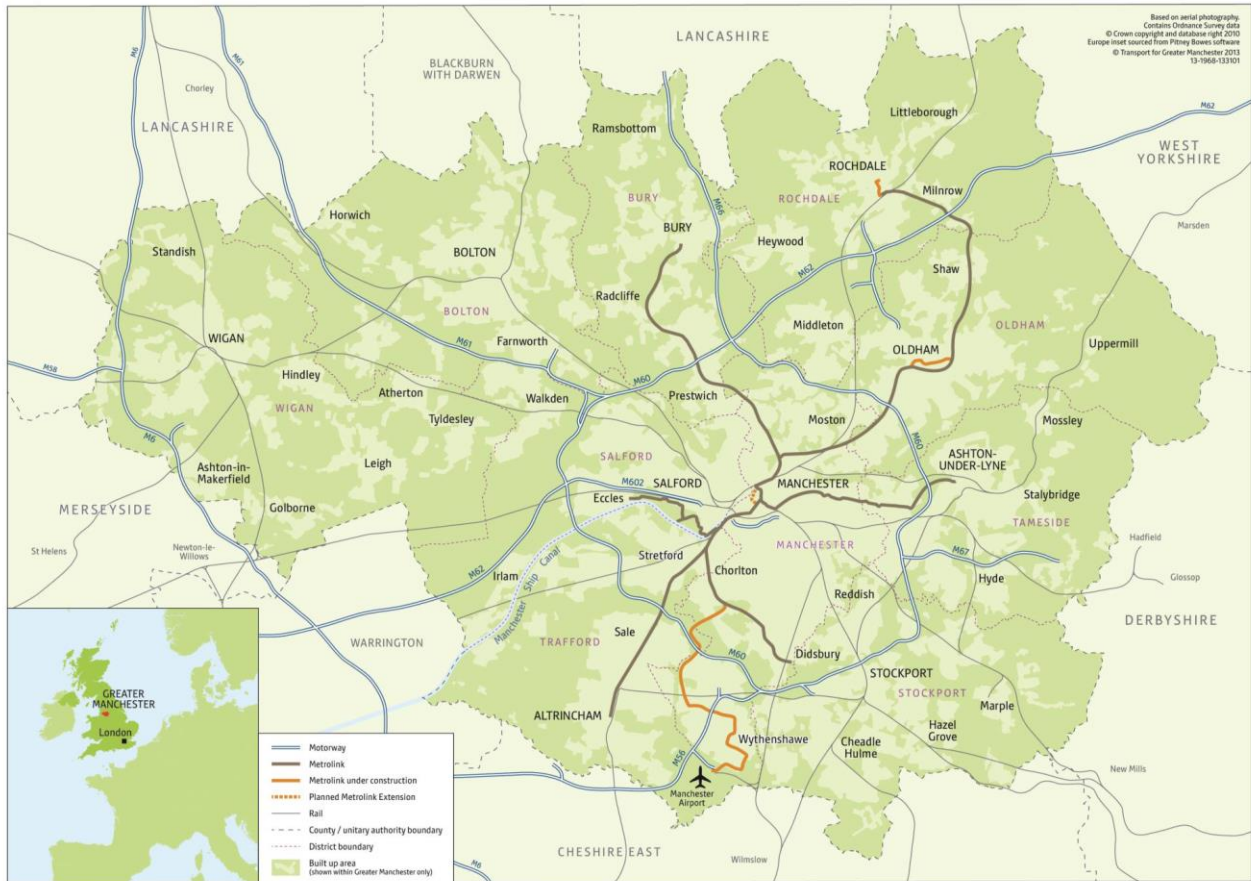 Based on aerial photography.
Contains Ordnance Survey data
© Crown copyright and database right 2010
Europe inset sourced from Pitney Bowes software
© Transport for Greater Manchester 2013
13-1968-133101
LANCASHIRE
BLACKBURN
WITH DARWEN
M6
M61
Chorley
LANCASHIRE
M62
Littleborough
Ramsbottom
WEST
YORKSHIRE
ROCHDALE
Milnrow
BURY
ROCHDALE
M66
Horwich
BURY
Marsden
Standish
BOLTON
Heywood
M62
Shaw
Radcliffe
BOLTON
Middleton
OLDHAM
WIGAN
M61
Farnworth
OLDHAM
Uppermill
M58
Hindley
M60
Atherton
Walkden
Prestwich
WIGAN
Tyldesley
Moston
Mossley
M6
M60
SALFORD
ASHTON-
UNDER-LYNE
Ashton-in-
Makerfield
Leigh
M602
SALFORD
MANCHESTER
Eccles
Stalybridge
Golborne
MERSEYSIDE
TAMESIDE
St Helens
Newton-le-
Willows
Stretford
MANCHESTER
Hadfield
M67
M62
Irlam
Chorlton
Hyde
Glossop
Manchester Ship Canal
Reddish
DERBYSHIRE
WARRINGTON
TRAFFORD
Sale
M60
Didsbury
STOCKPORT
STOCKPORT
Marple
ALTRINCHAM
Wythenshawe
Hazel
Grove
Cheadle
Hulme
M56
New Mills
Manchester
Airport
CHESHIRE EAST
Wilmslow
M6
GREATER
MANCHESTER
London
Motorway
Metrolink
Metrolink under construction
Planned Metrolink Extension
Rail
County / unitary authority boundary
District boundary
Built up area
(shown within Greater Manchester only)